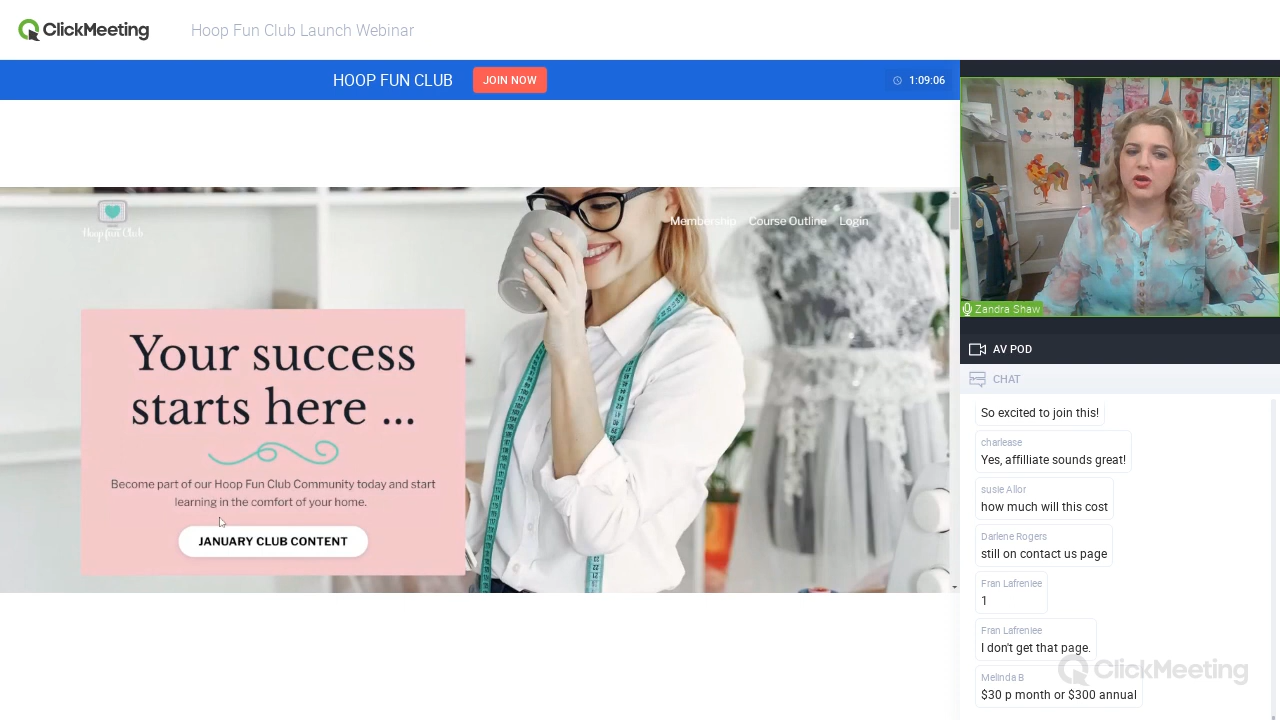 ClickMeeting
Hoop Fun Club Launch Webinar
HOOP FUN CLUB
JOIN NOW
1:09:06
Hoop Fun Club
Membership
Course Outline
Login
Your success
starts here ...
Become part of our Hoop Fun Club Community today and start
learning in the comfort of your home.
JANUARY CLUB CONTENT
Zandra Shaw
AV POD
CHAT
So excited to join this!
charlease
Yes, affilliate sounds great!
susie Allor
how much will this cost
Darlene Rogers
still on contact us page
Fran Lafreniee
1
Fran Lafreniee
I don't get that page.
Melinda B
$30 p month or $300 annual
ClickMeeting